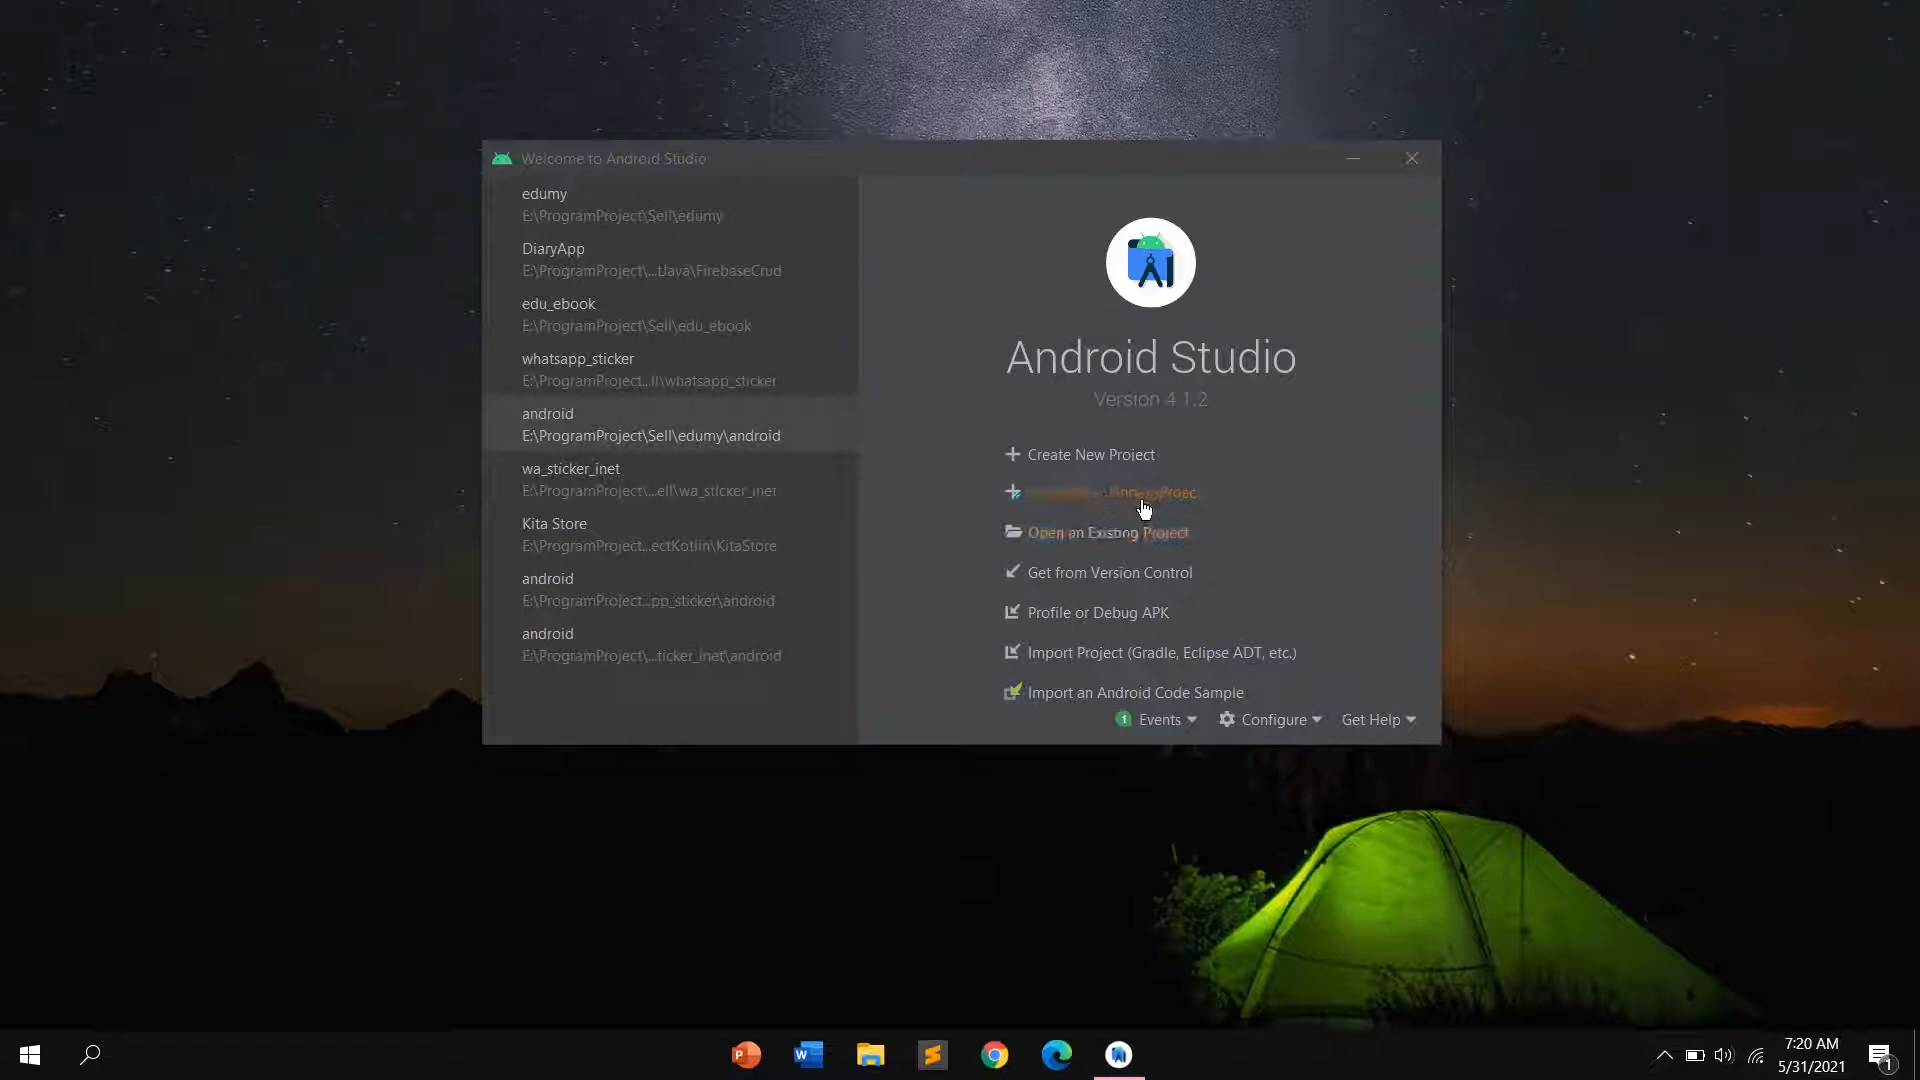 Welcome to Android Studio
edumy
E:\ProgramProject\Sell\edumy
DiaryApp
E:\ProgramProject\...tJava\FirebaseCrud
edu_ebook
E:\ProgramProject\Sell\edu_ebook
whatsapp_sticker
E:\ProgramProject...ll\whatsapp_sticker
android
E:\ProgramProject\Sell\edumy\android
wa_sticker_inet
E:\ProgramProject...ell\wa_sticker_inet
Kita Store
E:\ProgramProject...ectKotlin\KitaStore
android
E:\ProgramProject...pp_sticker\android
android
E:\ProgramProject\...ticker_inet\android
Android Studio
Version 4.1.2
Create New Project
Open an Existing Project
Get from Version Control
Profile or Debug APK
Import Project (Gradle, Eclipse ADT, etc.)
Import an Android Code Sample
1 Events Configure Get Help
7:20 AM
5/31/2021
1